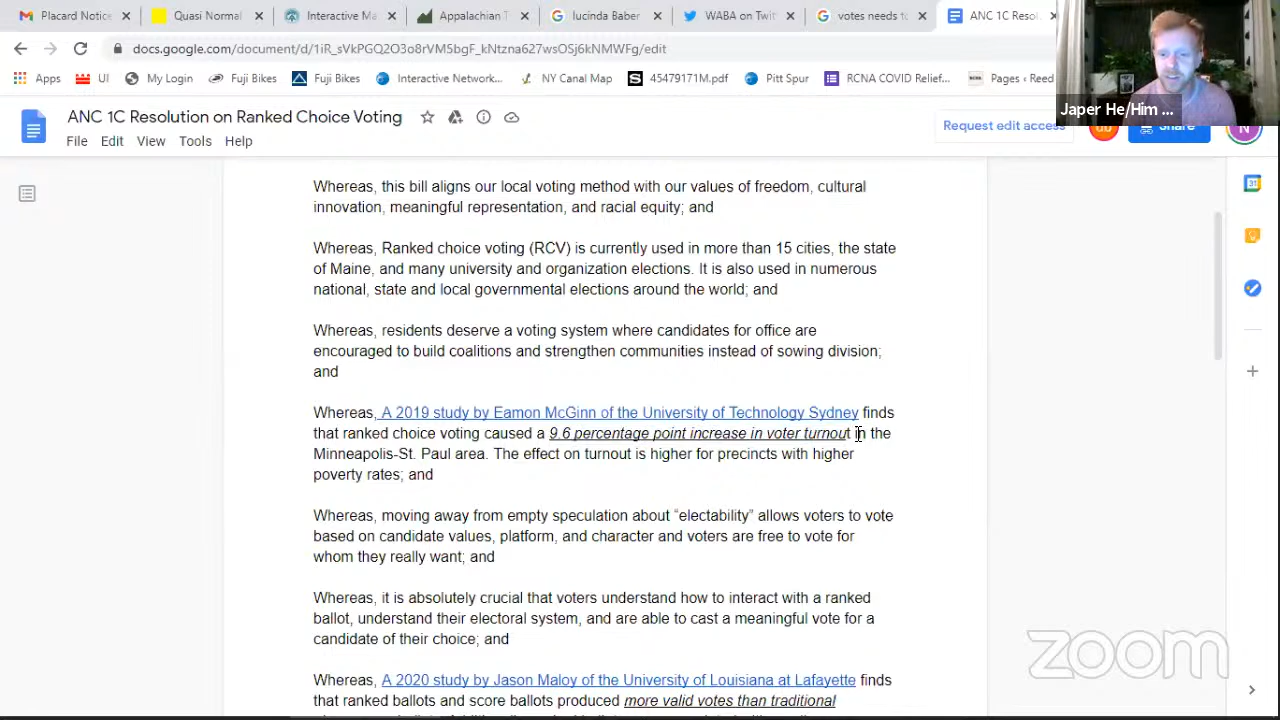 Placard Notice
Quasi Normal
Interactive Ma
Appalachian
lucinda Baber
WABA on Twit
votes needs to
ANC 1C Resol
docs.google.com/document/d/1iR_sVkPGQ2O3o8rVM5bgF_kNtzna627wsOSj6kNMWFg/edit
Apps
UI
My Login
Fuji Bikes
Fuji Bikes
Interactive Network...
NY Canal Map
45479171M.pdf
Pitt Spur
RCNA COVID Relief...
Pages ‹ Reed
Japer He/Him ...
ANC 1C Resolution on Ranked Choice Voting
Request edit access
Share
N
File Edit View Tools Help
Whereas, this bill aligns our local voting method with our values of freedom, cultural
innovation, meaningful representation, and racial equity; and
Whereas, Ranked choice voting (RCV) is currently used in more than 15 cities, the state
of Maine, and many university and organization elections. It is also used in numerous
national, state and local governmental elections around the world; and
Whereas, residents deserve a voting system where candidates for office are
encouraged to build coalitions and strengthen communities instead of sowing division;
and
Whereas, A 2019 study by Eamon McGinn of the University of Technology Sydney finds
that ranked choice voting caused a 9.6 percentage point increase in voter turnout in the
Minneapolis-St. Paul area. The effect on turnout is higher for precincts with higher
poverty rates; and
Whereas, moving away from empty speculation about “electability” allows voters to vote
based on candidate values, platform, and character and voters are free to vote for
whom they really want; and
Whereas, it is absolutely crucial that voters understand how to interact with a ranked
ballot, understand their electoral system, and are able to cast a meaningful vote for a
candidate of their choice; and
Whereas, A 2020 study by Jason Maloy of the University of Louisiana at Lafayette finds
that ranked ballots and score ballots produced more valid votes than traditional
zoom